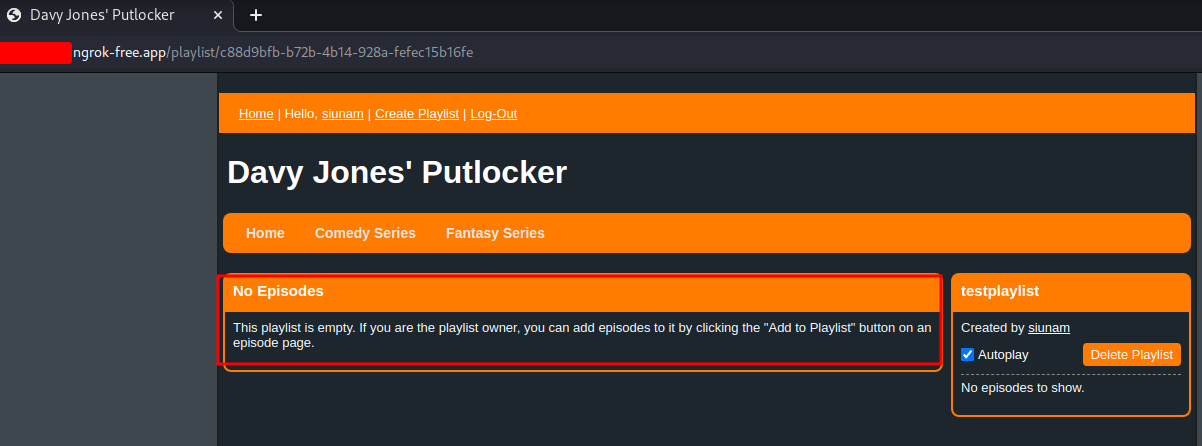 Davy Jones' Putlocker
ngrok-free.app/playlist/c88d9bfb-b72b-4b14-928a-fefec15b16fe
Home | Hello, siunam | Create Playlist | Log-Out
Davy Jones' Putlocker
Home Comedy Series Fantasy Series
No Episodes
This playlist is empty. If you are the playlist owner, you can add episodes to it by clicking the "Add to Playlist" button on an
episode page.
testplaylist
Created by siunam
Autoplay Delete Playlist
No episodes to show.